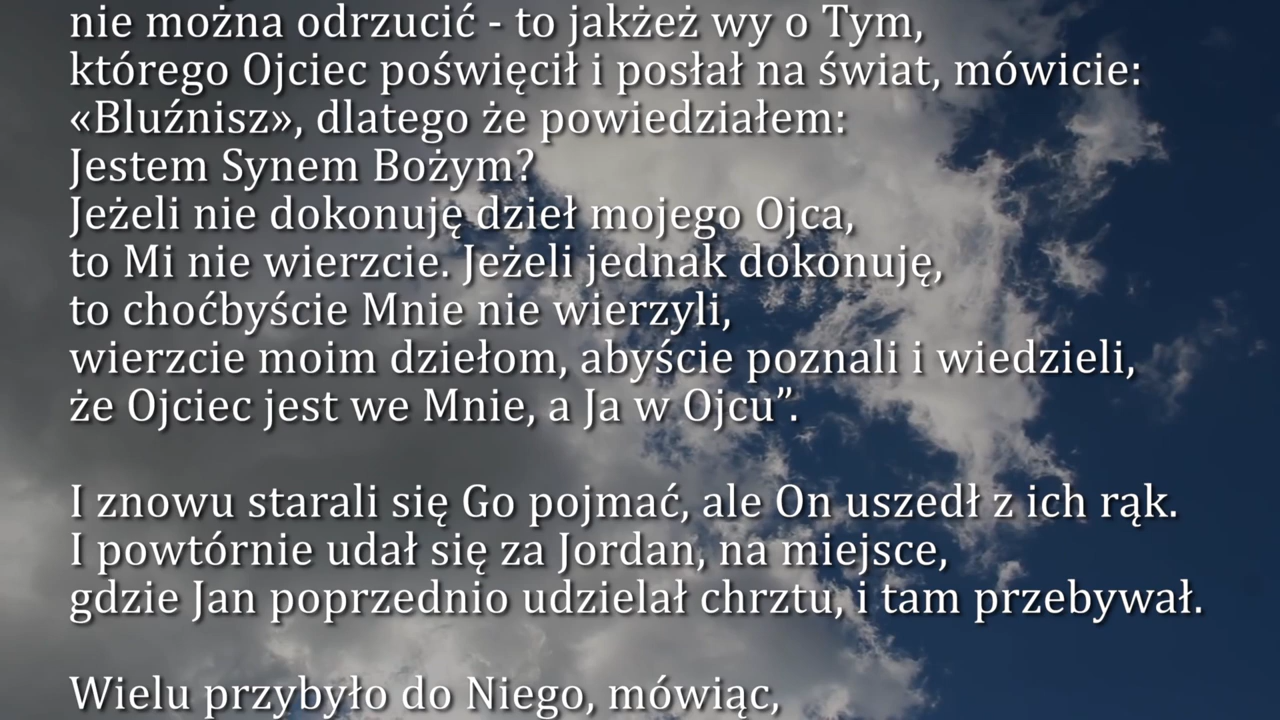 nie można odrzucić - to jakżeż wy o Tym,
którego Ojciec poświęcił i posłał na świat, mówicie:
«Bluźnisz», dlatego że powiedziałem:
Jestem Synem Bożym?
Jeżeli nie dokonuję dzieł mojego Ojca,
to Mi nie wierzcie. Jeżeli jednak dokonuję,
to choćbyście Mnie nie wierzyli,
wierzcie moim dziełom, abyście poznali i wiedzieli,
że Ojciec jest we Mnie, a Ja w Ojcu”.
I znowu starali się Go pojmać, ale On uszedł z ich rąk.
I powtórnie udał się za Jordan, na miejsce,
gdzie Jan poprzednio udzielał chrztu, i tam przebywał.
Wielu przybyło do Niego, mówiąc,